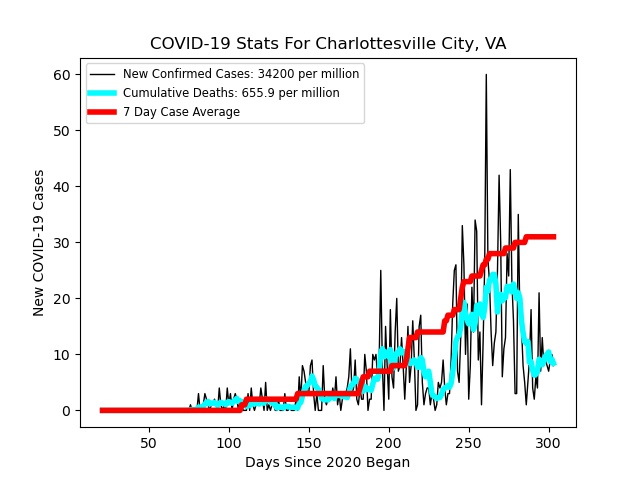 COVID-19 Stats For Charlottesville City, VA
New Confirmed Cases: 34200 per million
Cumulative Deaths: 655.9 per million
7 Day Case Average
60
50
40
30
20
10
0
New COVID-19 Cases
50 100 150 200 250 300
Days Since 2020 Began